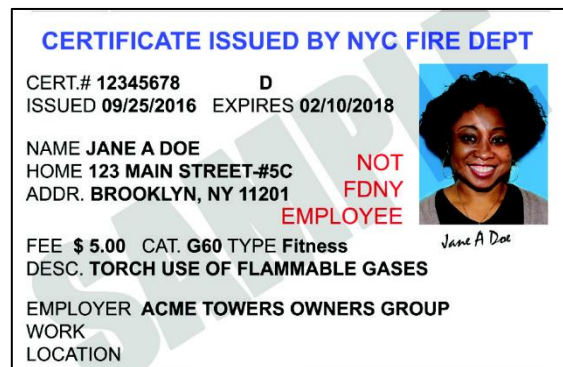 CERTIFICATE ISSUED BY NYC FIRE DEPT
CERT.# 12345678 D
ISSUED 09/25/2016 EXPIRES 02/10/2018
NAME JANE A DOE
HOME 123 MAIN STREET-#5C
ADDR. BROOKLYN, NY 11201
NOT
FDNY
EMPLOYEE
Jane A Doe
FEE $ 5.00 CAT. G60 TYPE Fitness
DESC. TORCH USE OF FLAMMABLE GASES
EMPLOYER ACME TOWERS OWNERS GROUP
WORK
LOCATION
SAMPLE